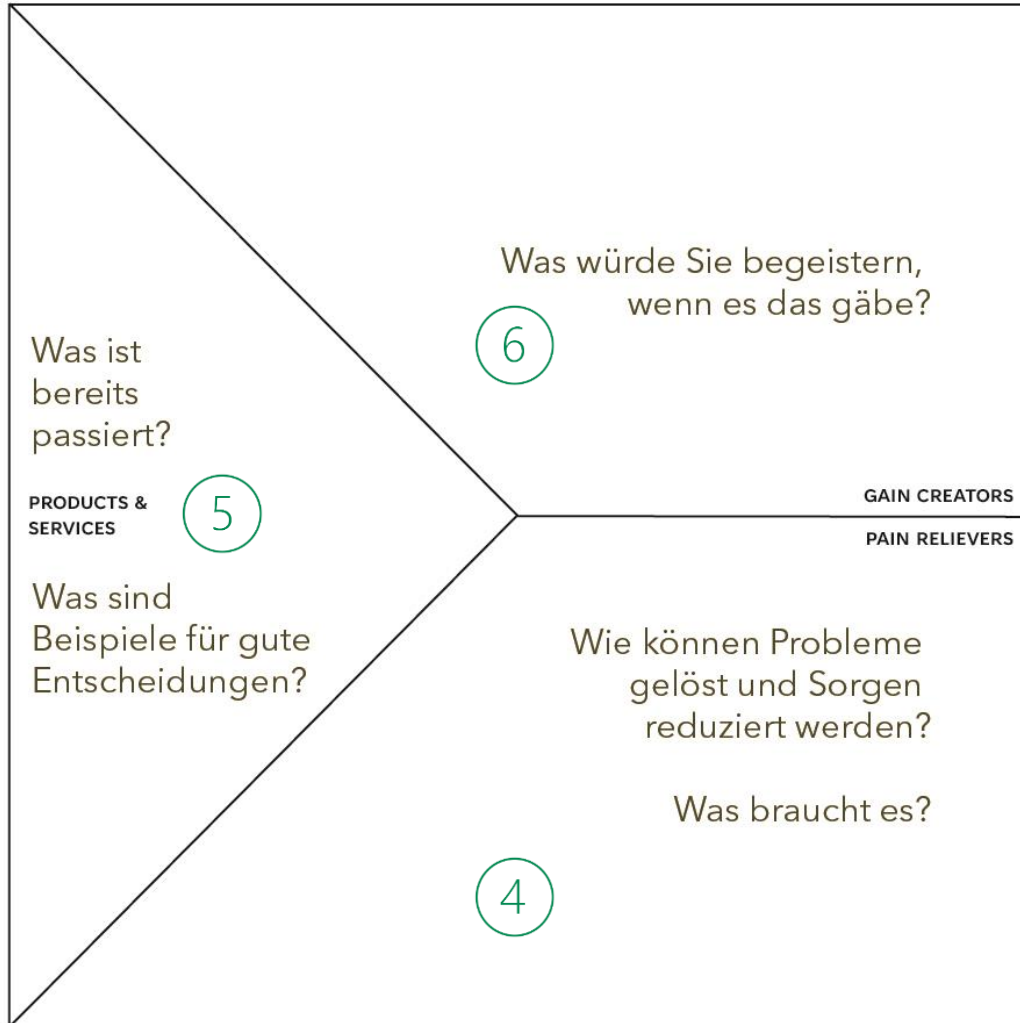 Was würde Sie begeistern,
wenn es das gäbe?
6
Was ist
bereits
passiert?
PRODUCTS &
SERVICES
5
Was sind
Beispiele für gute
Entscheidungen?
GAIN CREATORS
PAIN RELIEVERS
Wie können Probleme
gelöst und Sorgen
reduziert werden?
Was braucht es?
4